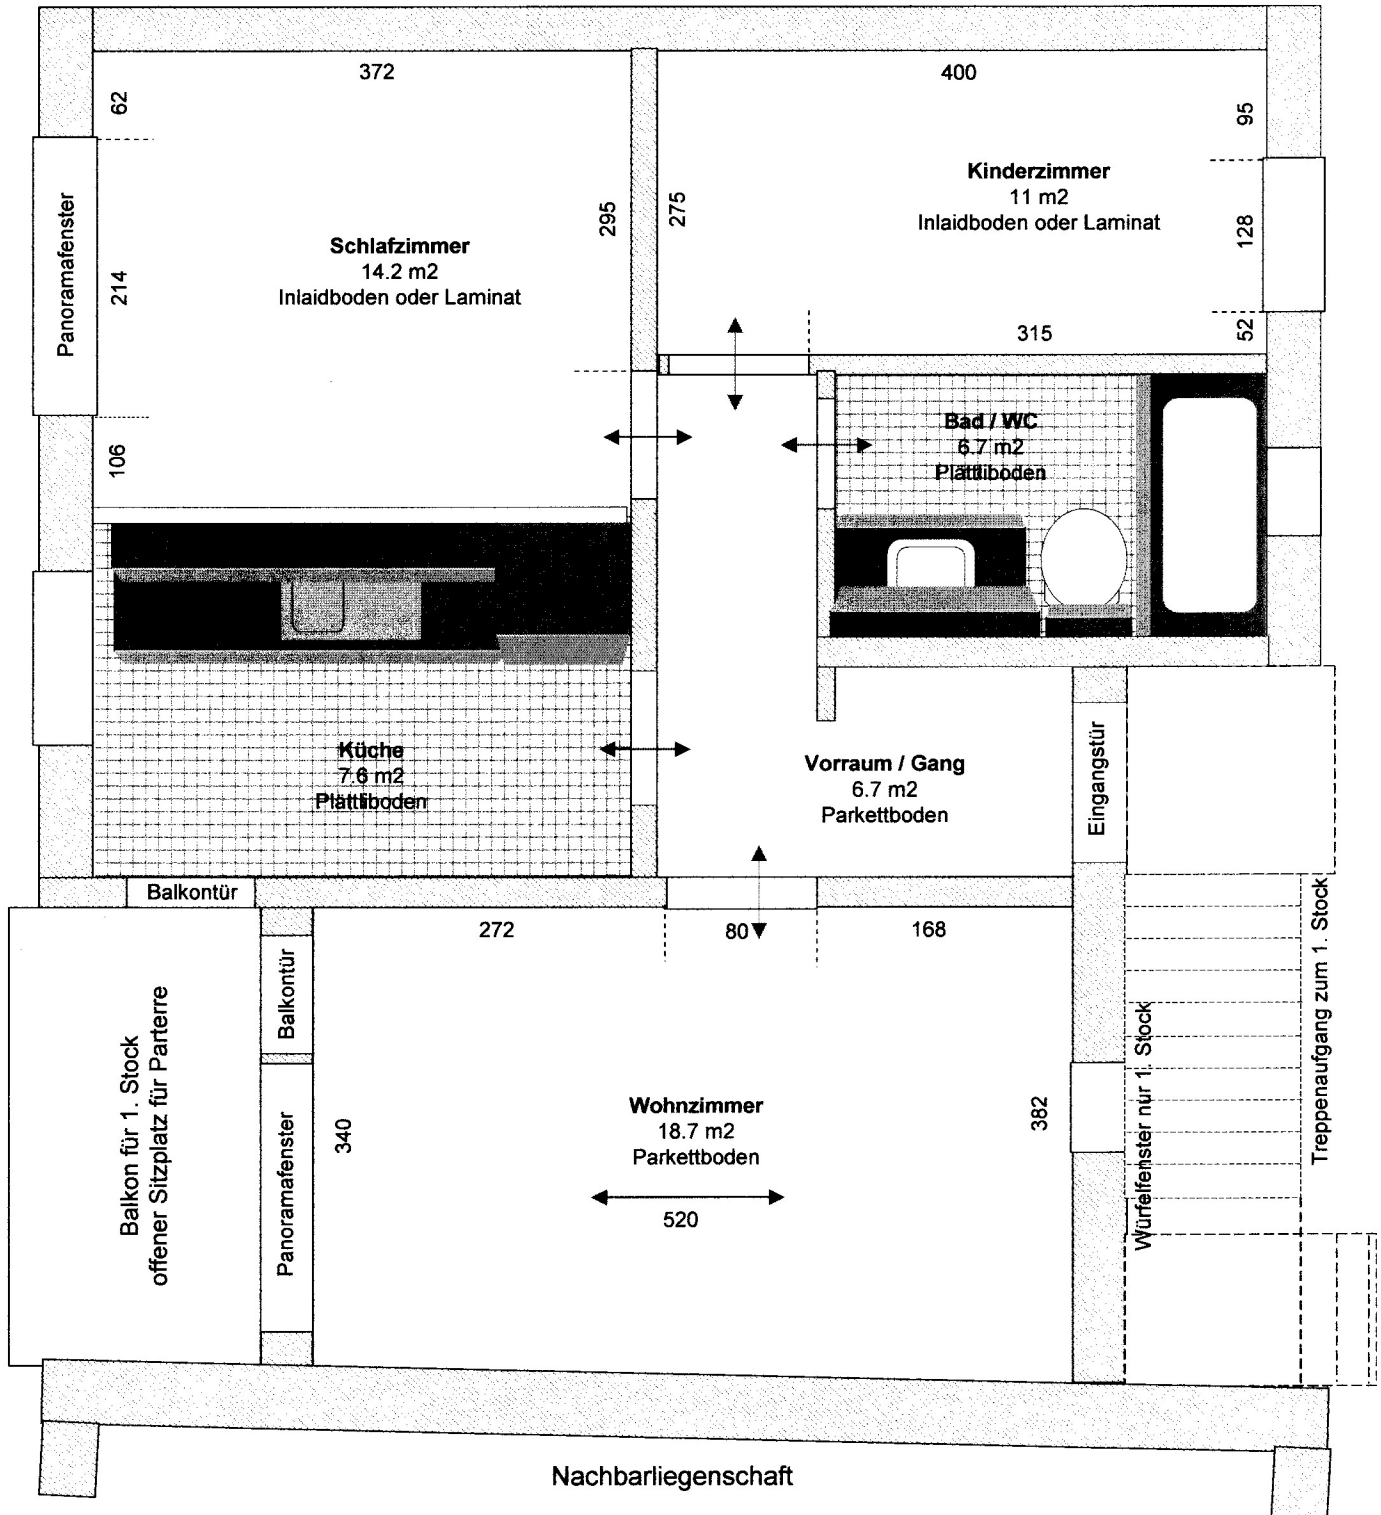 372
400
62
95
Panoramafenster
214
Schlafzimmer
14.2 m2
Inlaidboden oder Laminat
295
275
Kinderzimmer
11 m2
Inlaidboden oder Laminat
128
52
315
106
Bad / WC
6.7 m2
Plättliboden
Küche
7.6 m2
Plättliboden
Vorraum / Gang
6.7 m2
Parkettboden
Eingangstür
Balkontür
272
80
168
Balkontür
Balkon für 1. Stock
offener Sitzplatz für Parterre
Panoramafenster
340
Wohnzimmer
18.7 m2
Parkettboden
520
382
Würfelfenster nur 1. Stock
Treppenaufgang zum 1. Stock
Nachbarliegenschaft